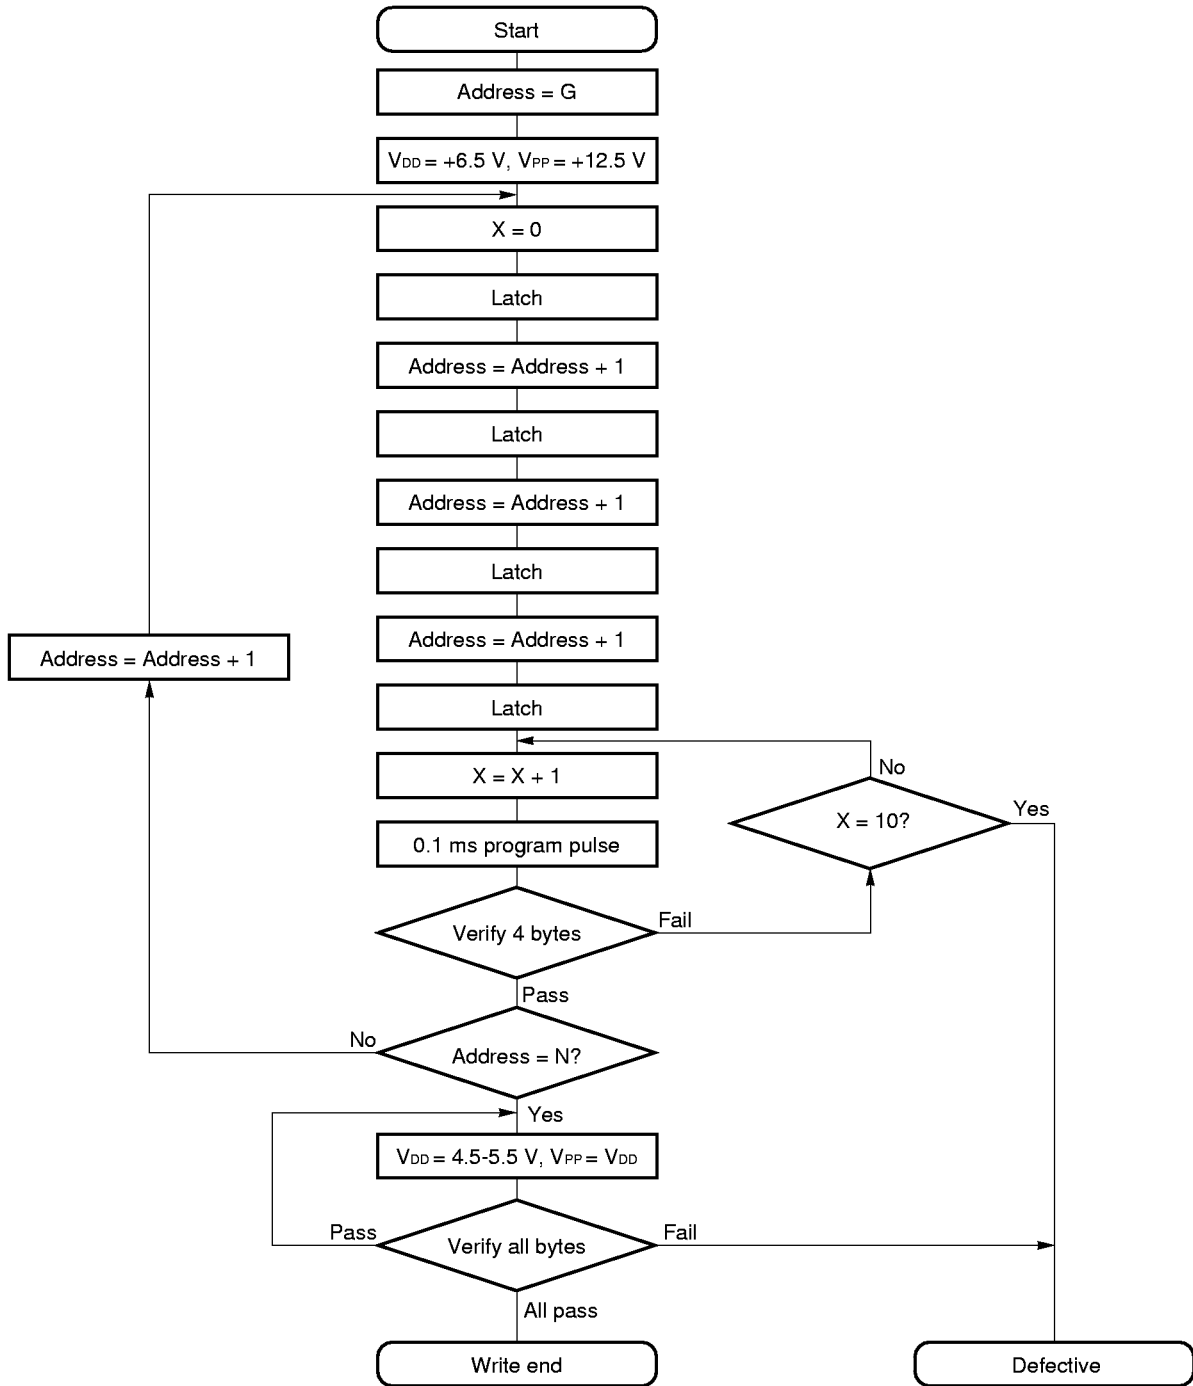 Start
Address = G
VDD = +6.5 V, VPP = +12.5 V
X = 0
Latch
Address = Address + 1
Latch
Address = Address + 1
Latch
Address = Address + 1
Address = Address + 1
Latch
X = X + 1
No
X = 10?
Yes
0.1 ms program pulse
Verify 4 bytes
Fail
Pass
No
Address = N?
Yes
VDD = 4.5-5.5 V, VPP = VDD
Pass
Verify all bytes
Fail
All pass
Write end
Defective